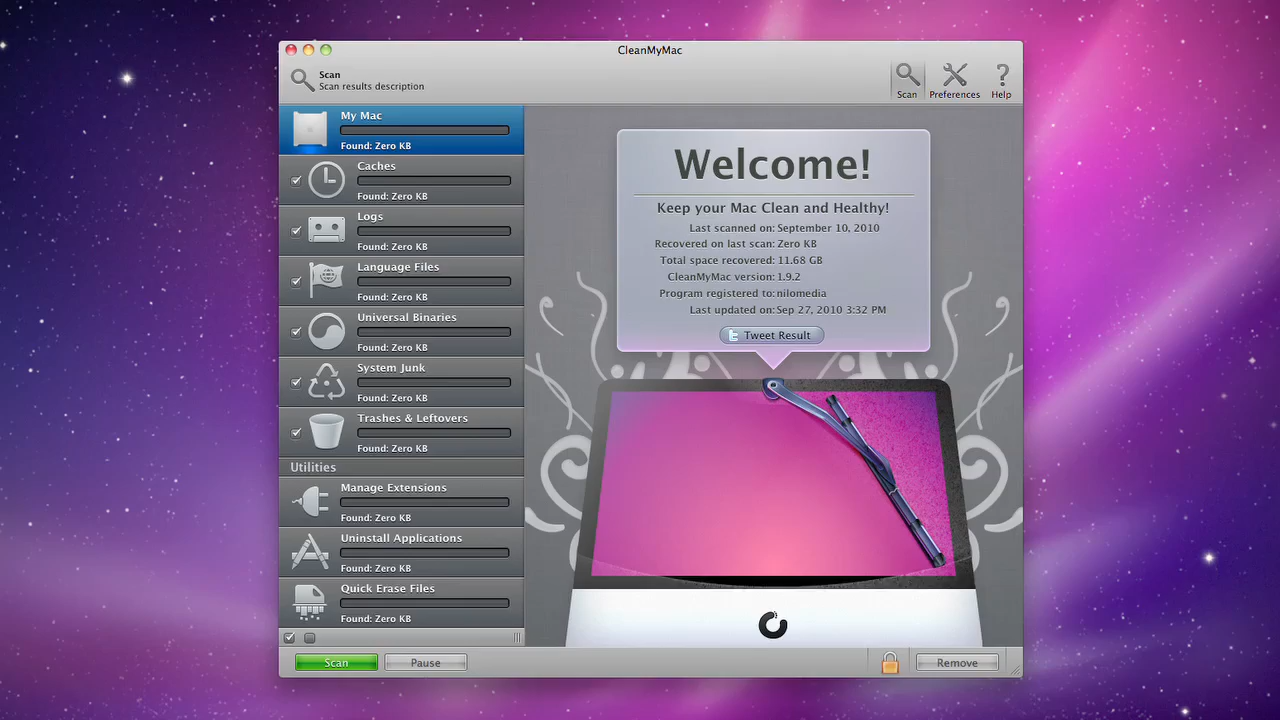 CleanMyMac
Scan
Scan results description
Scan
Preferences
Help
My Mac
Found: Zero KB
Caches
Found: Zero KB
Logs
Found: Zero KB
Language Files
Found: Zero KB
Universal Binaries
Found: Zero KB
System Junk
Found: Zero KB
Trashes & Leftovers
Found: Zero KB
Utilities
Manage Extensions
Found: Zero KB
Uninstall Applications
Found: Zero KB
Quick Erase Files
Found: Zero KB
Welcome!
Keep your Mac Clean and Healthy!
Last scanned on: September 10, 2010
Recovered on last scan: Zero KB
Total space recovered: 11.68 GB
CleanMyMac version: 1.9.2
Program registered to: nilomedia
Last updated on: Sep 27, 2010 3:32 PM
Tweet Result
Scan
Pause
Remove